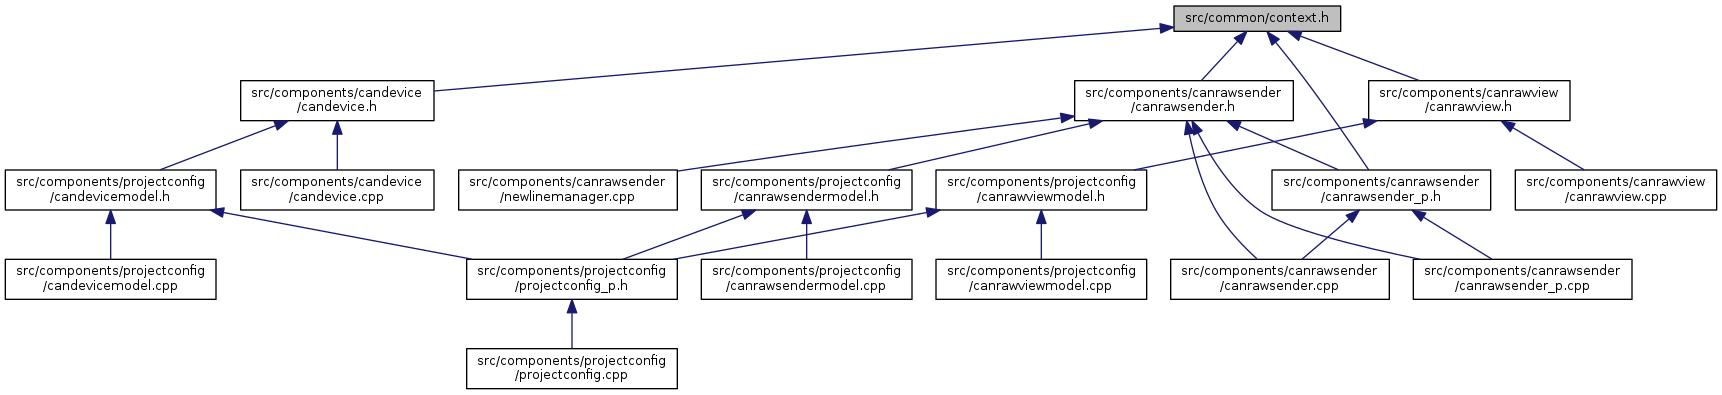 src/common/context.h
src/components/candevice
/candevice.h
src/components/canrawsender
/canrawsender.h
src/components/canrawview
/canrawview.h
src/components/projectconfig
/candevicemodel.h
src/components/candevice
/candevice.cpp
src/components/canrawsender
/newlinemanager.cpp
src/components/projectconfig
/canrawsendermodel.h
src/components/projectconfig
/canrawviewmodel.h
src/components/canrawsender
/canrawsender_p.h
src/components/canrawview
/canrawview.cpp
src/components/projectconfig
/candevicemodel.cpp
src/components/projectconfig
/projectconfig_p.h
src/components/projectconfig
/canrawsendermodel.cpp
src/components/projectconfig
/canrawviewmodel.cpp
src/components/canrawsender
/canrawsender.cpp
src/components/canrawsender
/canrawsender_p.cpp
src/components/projectconfig
/projectconfig.cpp